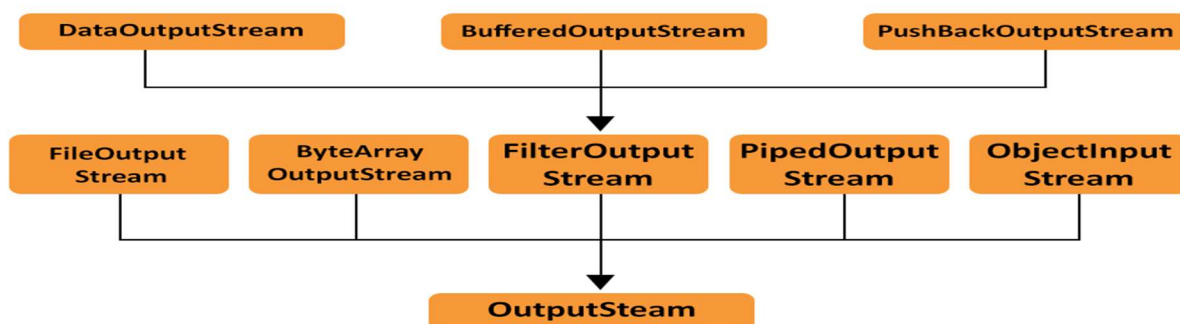 DataOutputStream
BufferedOutputStream
PushBackOutputStream
FileOutput
Stream
ByteArray
OutputStream
FilterOutput
Stream
PipedOutput
Stream
ObjectInput
Stream
OutputSteam